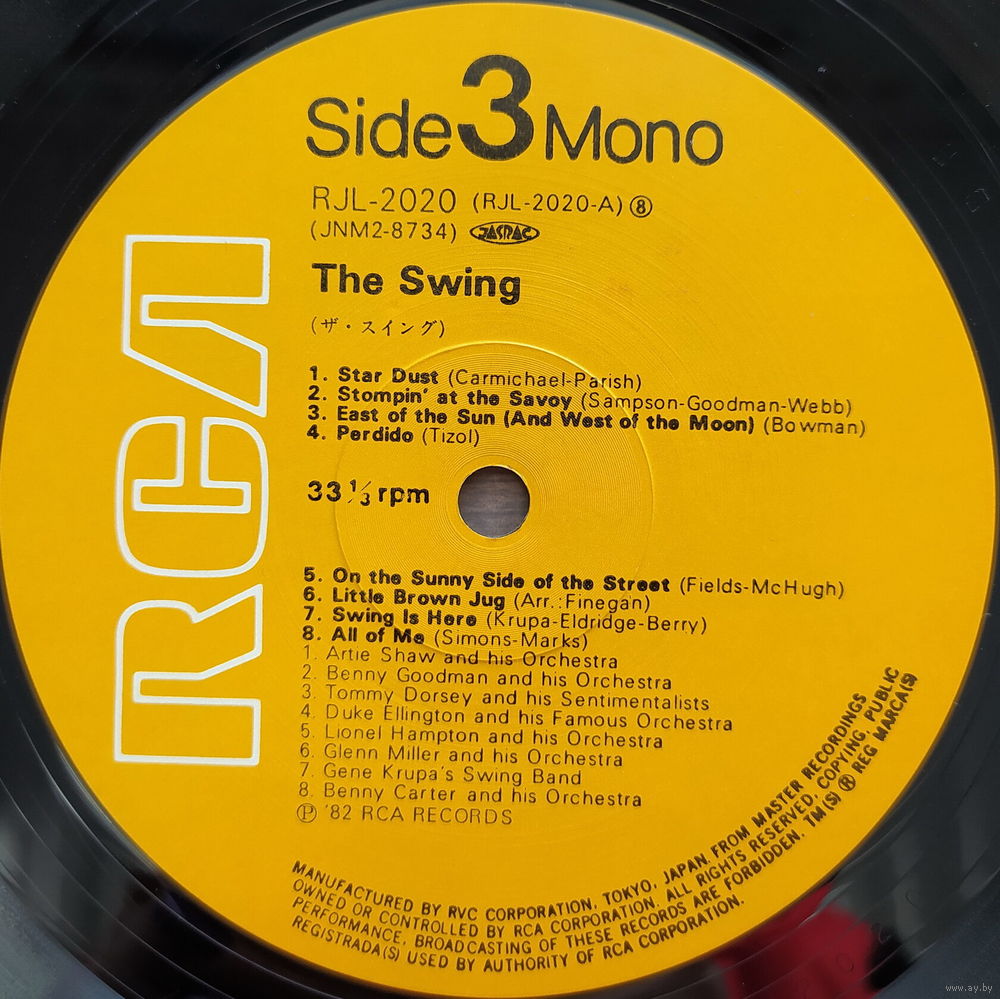 Side 3 Mono
RJL-2020 (RJL-2020-A) ⑧
(JNM2-8734) JASRAC
The Swing
(ザ・スイング)
1. Star Dust (Carmichael-Parish)
2. Stompin' at the Savoy (Sampson-Goodman-Webb)
3. East of the Sun (And West of the Moon) (Bowman)
4. Perdido (Tizol)
33 1/3 rpm
5. On the Sunny Side of the Street (Fields-McHugh)
6. Little Brown Jug (Arr.:Finegan)
7. Swing Is Here (Krupa-Eldridge-Berry)
8. All of Me (Simons-Marks)
1. Artie Shaw and his Orchestra
2. Benny Goodman and his Orchestra
3. Tommy Dorsey and his Sentimentalists
4. Duke Ellington and his Famous Orchestra
5. Lionel Hampton and his Orchestra
6. Glenn Miller and his Orchestra
7. Gene Krupa's Swing Band
8. Benny Carter and his Orchestra
Ⓟ '82 RCA RECORDS
RCA
MANUFACTURED BY RVC CORPORATION, TOKYO, JAPAN. FROM MASTER RECORDINGS
OWNED OR CONTROLLED BY RCA CORPORATION. ALL RIGHTS RESERVED. COPYING, PUBLIC
PERFORMANCE, BROADCASTING OF THESE RECORDS ARE FORBIDDEN. TM(S) ® REG MARCA(S)
REGISTRADA(S) USED BY AUTHORITY OF RCA CORPORATION.
www.ay.by